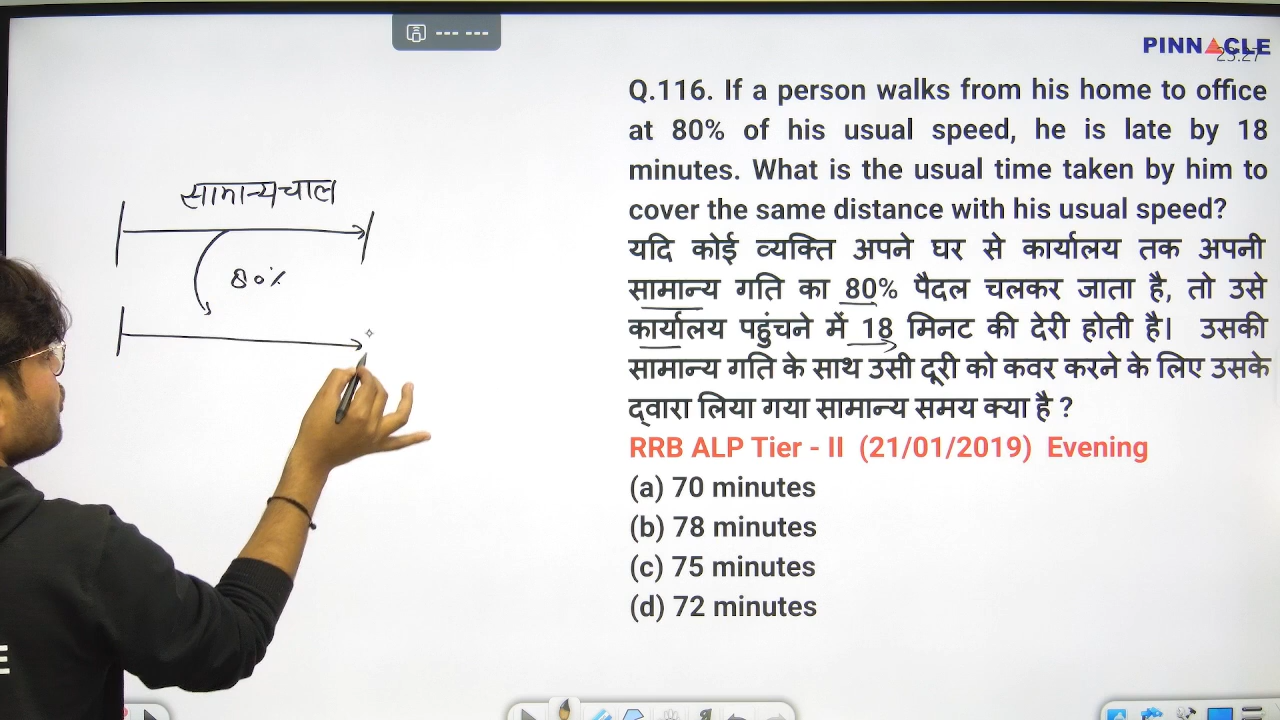 PINNACLE
23:27
Q.116. If a person walks from his home to office
at 80% of his usual speed, he is late by 18
minutes. What is the usual time taken by him to
cover the same distance with his usual speed?
यदि कोई व्यक्ति अपने घर से कार्यालय तक अपनी
सामान्य गति का 80% पैदल चलकर जाता है, तो उसे
कार्यालय पहुंचने में 18 मिनट की देरी होती है। उसकी
सामान्य गति के साथ उसी दूरी को कवर करने के लिए उसके
द्वारा लिया गया सामान्य समय क्या है ?
RRB ALP Tier - II (21/01/2019) Evening
(a) 70 minutes
(b) 78 minutes
(c) 75 minutes
(d) 72 minutes
सामान्य चाल
80%
E